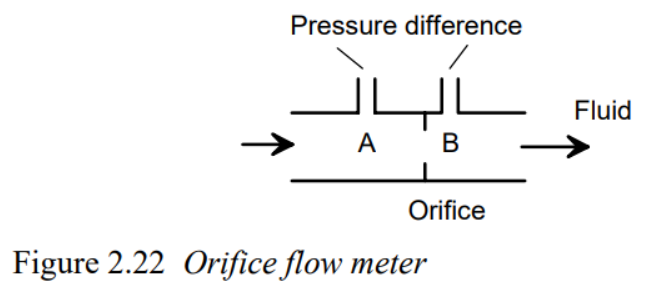 Pressure difference
Fluid
A B
Orifice
Figure 2.22 Orifice flow meter